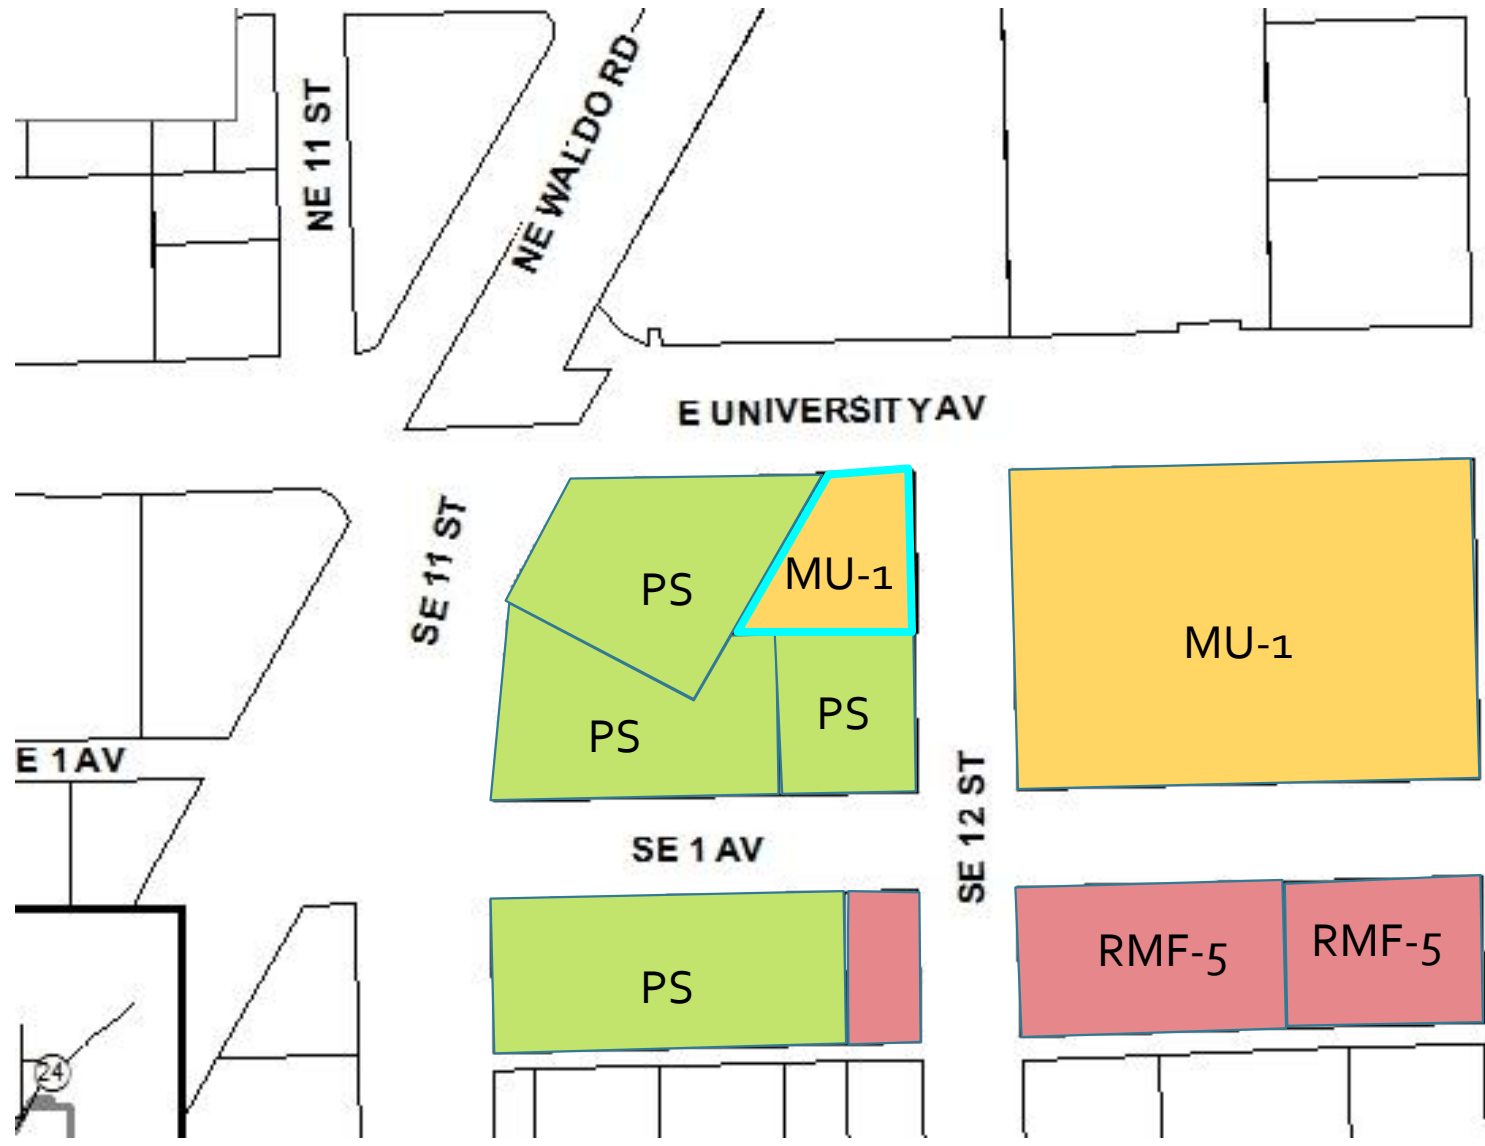 NE 11 ST
NE WALDO RD
E UNIVERSITY AV
SE 11 ST
PS
MU-1
MU-1
PS
PS
E 1 AV
SE 1 AV
SE 12 ST
PS
RMF-5
RMF-5
24